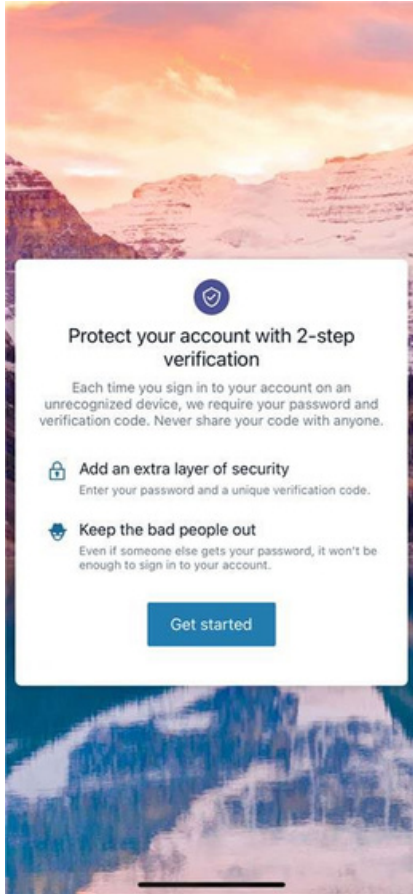 Protect your account with 2-step
verification
Each time you sign in to your account on an
unrecognized device, we require your password and
verification code. Never share your code with anyone.
Add an extra layer of security
Enter your password and a unique verification code.
Keep the bad people out
Even if someone else gets your password, it won't be
enough to sign in to your account.
Get started